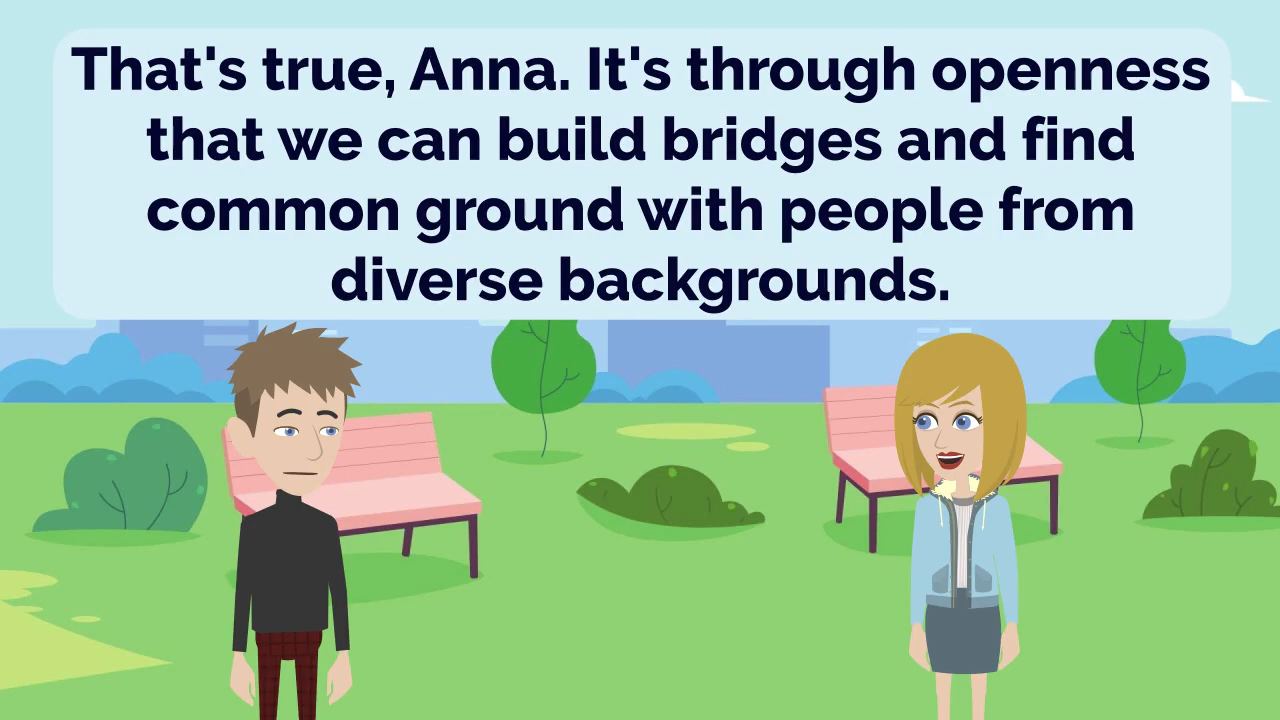 That's true, Anna. It's through openness
that we can build bridges and find
common ground with people from
diverse backgrounds.